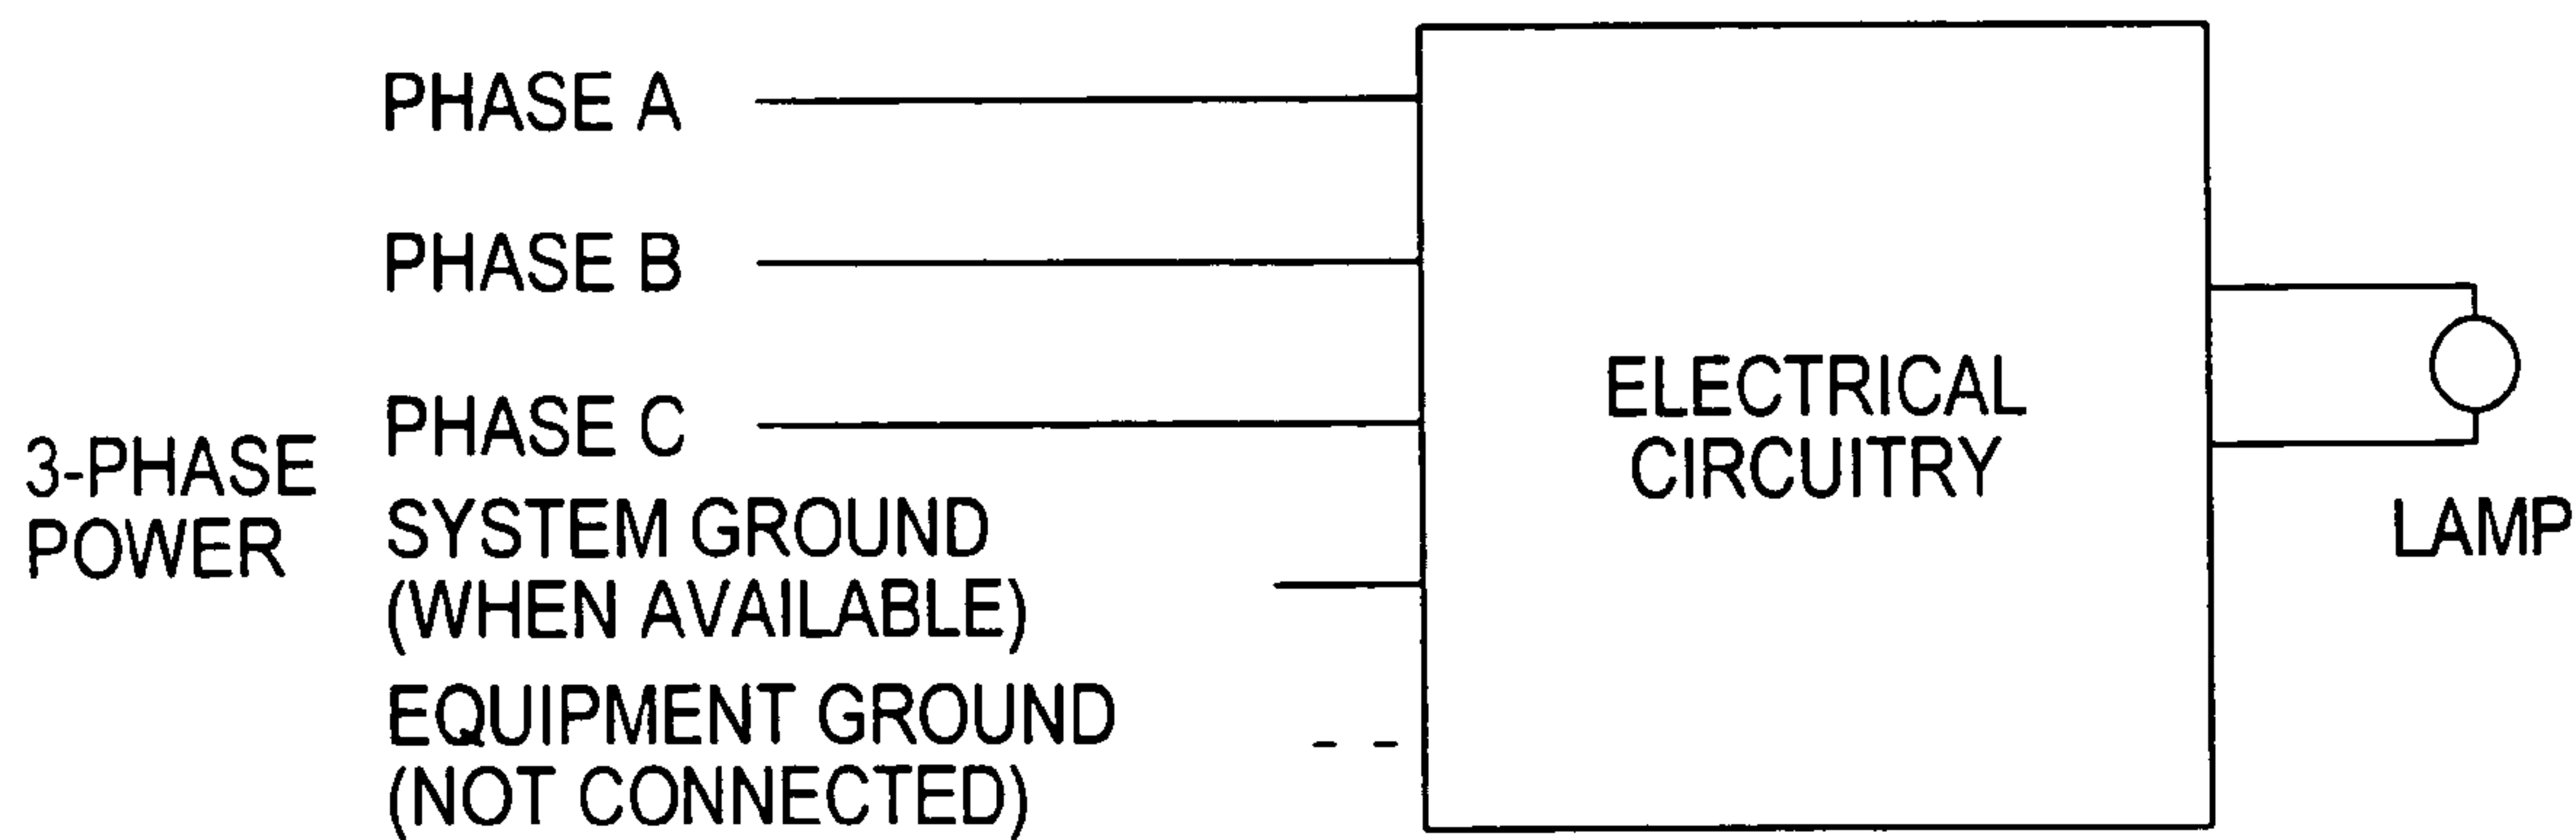 PHASE A
PHASE B
PHASE C
3-PHASE
POWER
SYSTEM GROUND
(WHEN AVAILABLE)
EQUIPMENT GROUND
(NOT CONNECTED)
ELECTRICAL
CIRCUITRY
LAMP